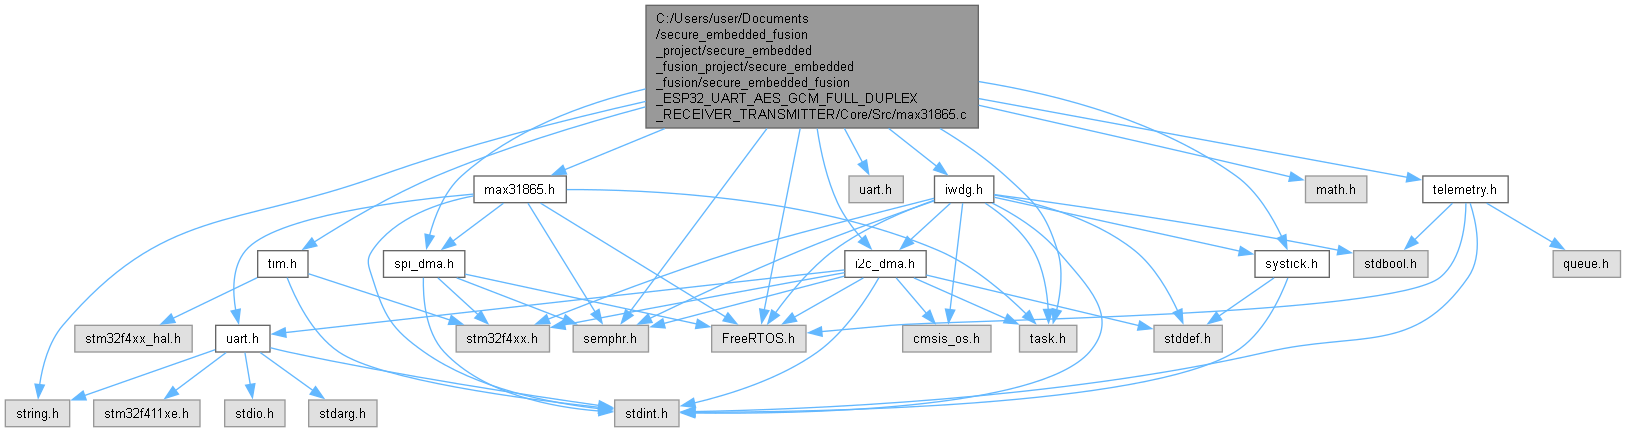 C:/Users/user/Documents
/secure_embedded_fusion
_project/secure_embedded
_fusion_project/secure_embedded
_fusion/secure_embedded_fusion
_ESP32_UART_AES_GCM_FULL_DUPLEX
_RECEIVER_TRANSMITTER/Core/Src/max31865.c
max31865.h
uart.h
iwdg.h
math.h
telemetry.h
tim.h
spi_dma.h
i2c_dma.h
systick.h
stdbool.h
queue.h
stm32f4xx_hal.h
uart.h
stm32f4xx.h
semphr.h
FreeRTOS.h
cmsis_os.h
task.h
stddef.h
string.h
stm32f411xe.h
stdio.h
stdarg.h
stdint.h